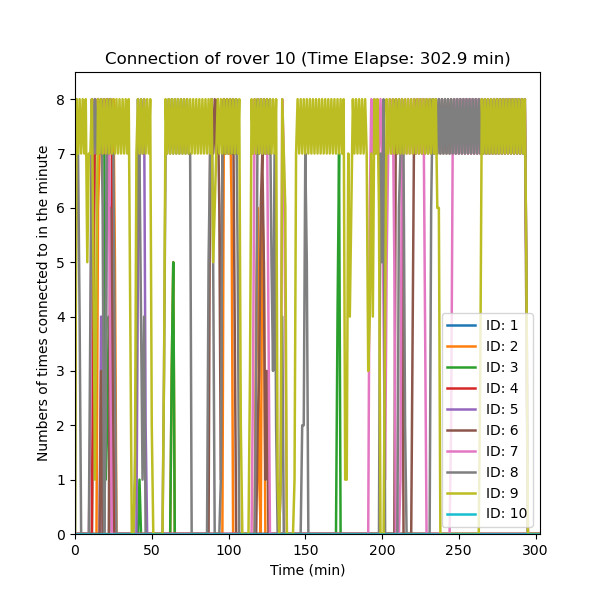 Connection of rover 10 (Time Elapse: 302.9 min)
Numbers of times connected to in the minute
8
7
6
5
4
3
2
1
0
ID: 1
ID: 2
ID: 3
ID: 4
ID: 5
ID: 6
ID: 7
ID: 8
ID: 9
ID: 10
0 50 100 150 200 250 300
Time (min)